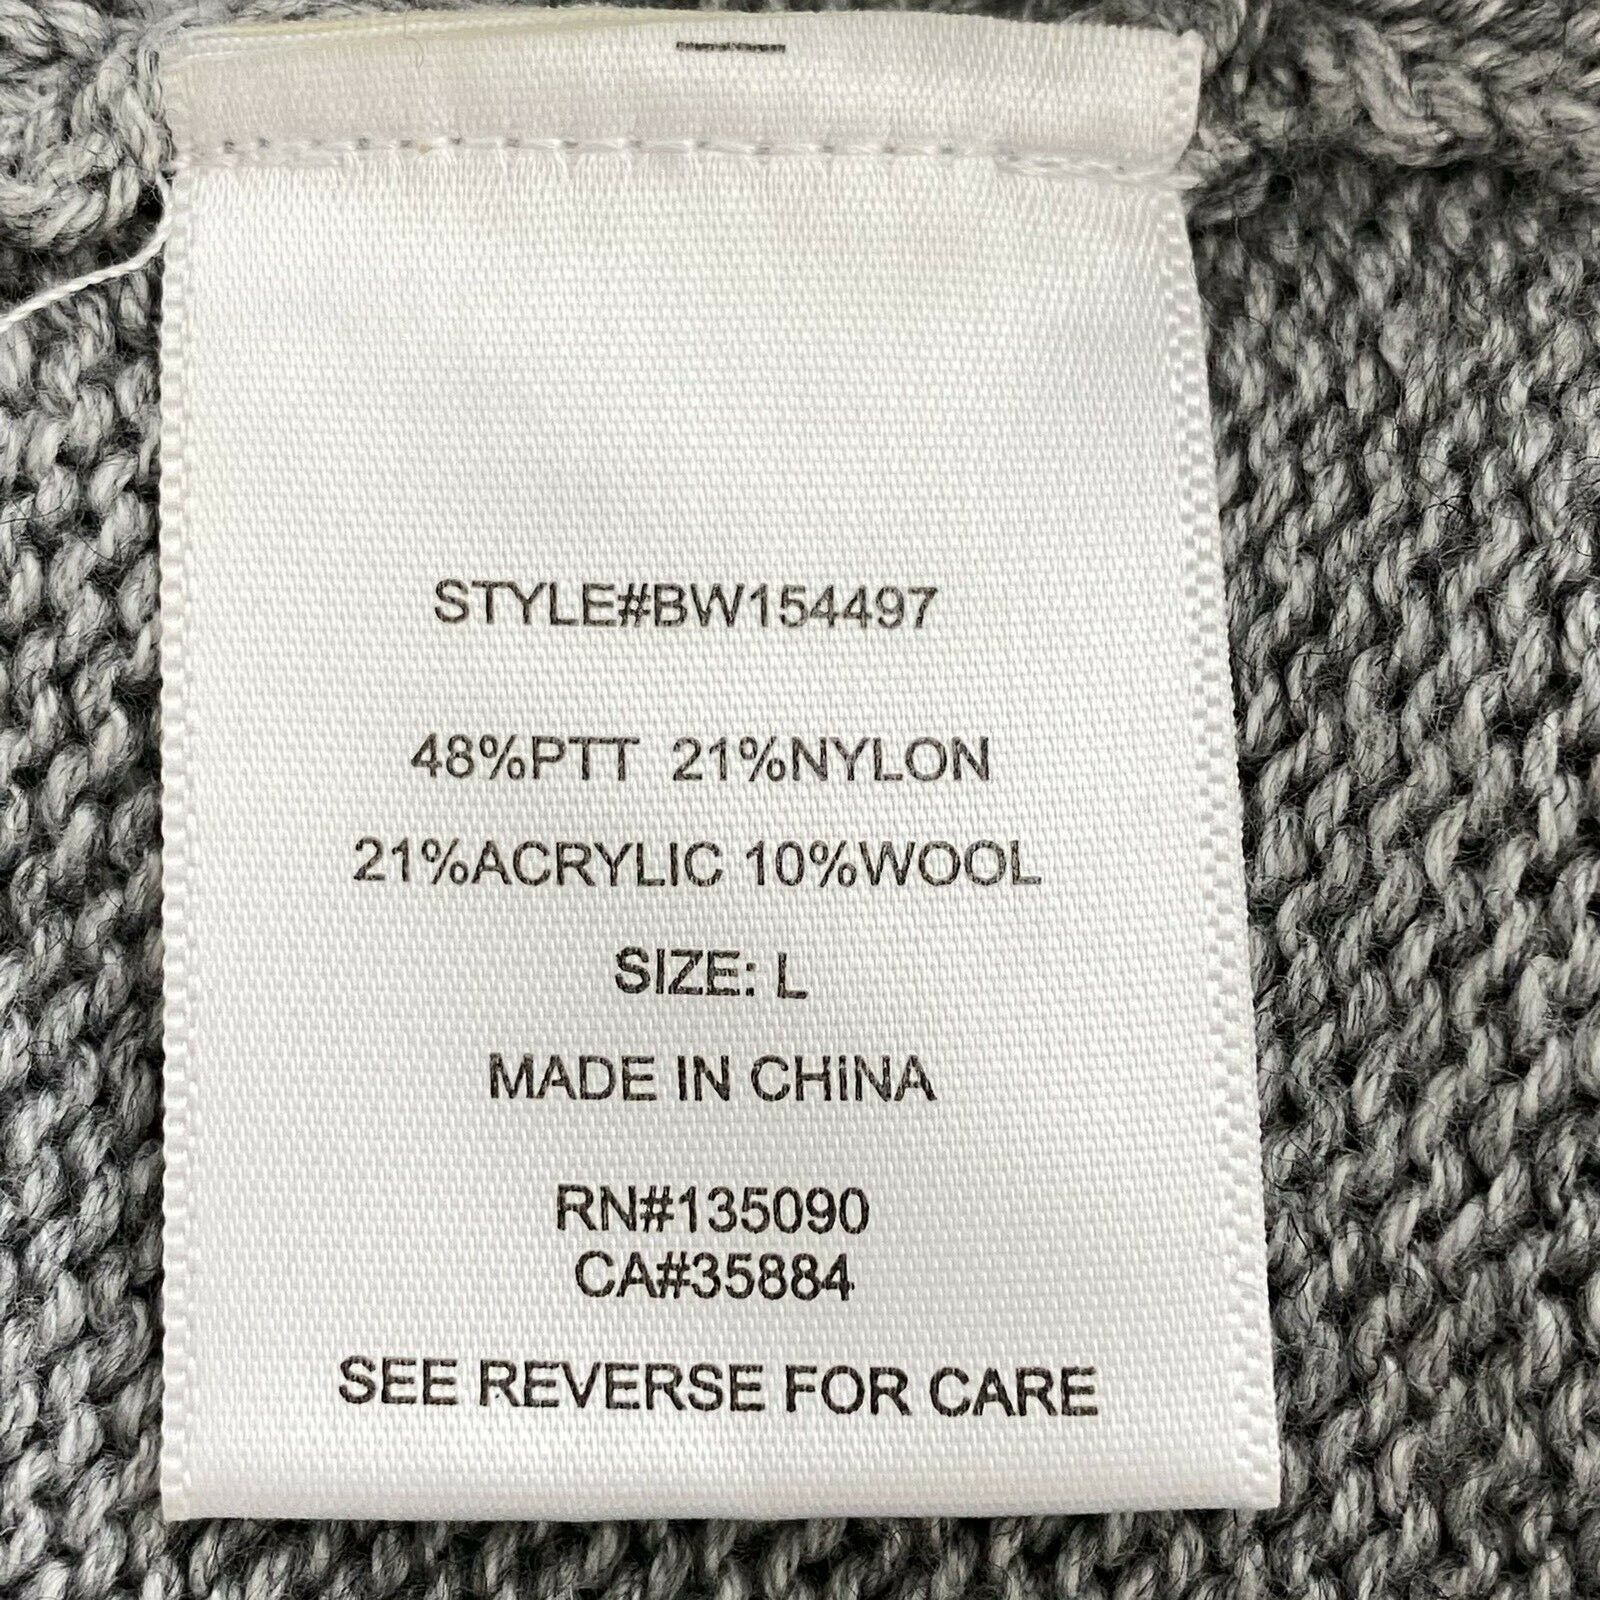 STYLE#BW154497
48%PTT 21%NYLON
21%ACRYLIC 10%WOOL
SIZE: L
MADE IN CHiNA
RN#135090
CA#35884
SEE REVERSE FOR CARE